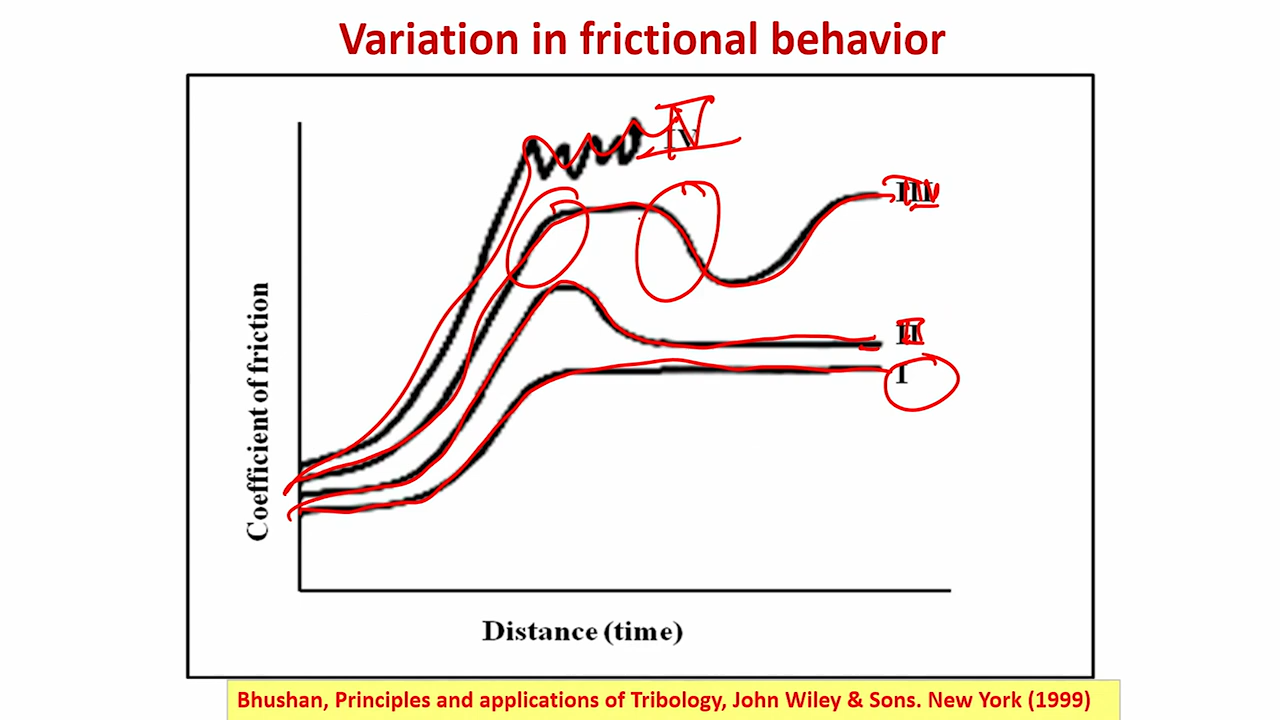 Variation in frictional behavior
IV
III
II
I
Coefficient of friction
Distance (time)
Bhushan, Principles and applications of Tribology, John Wiley & Sons. New York (1999)